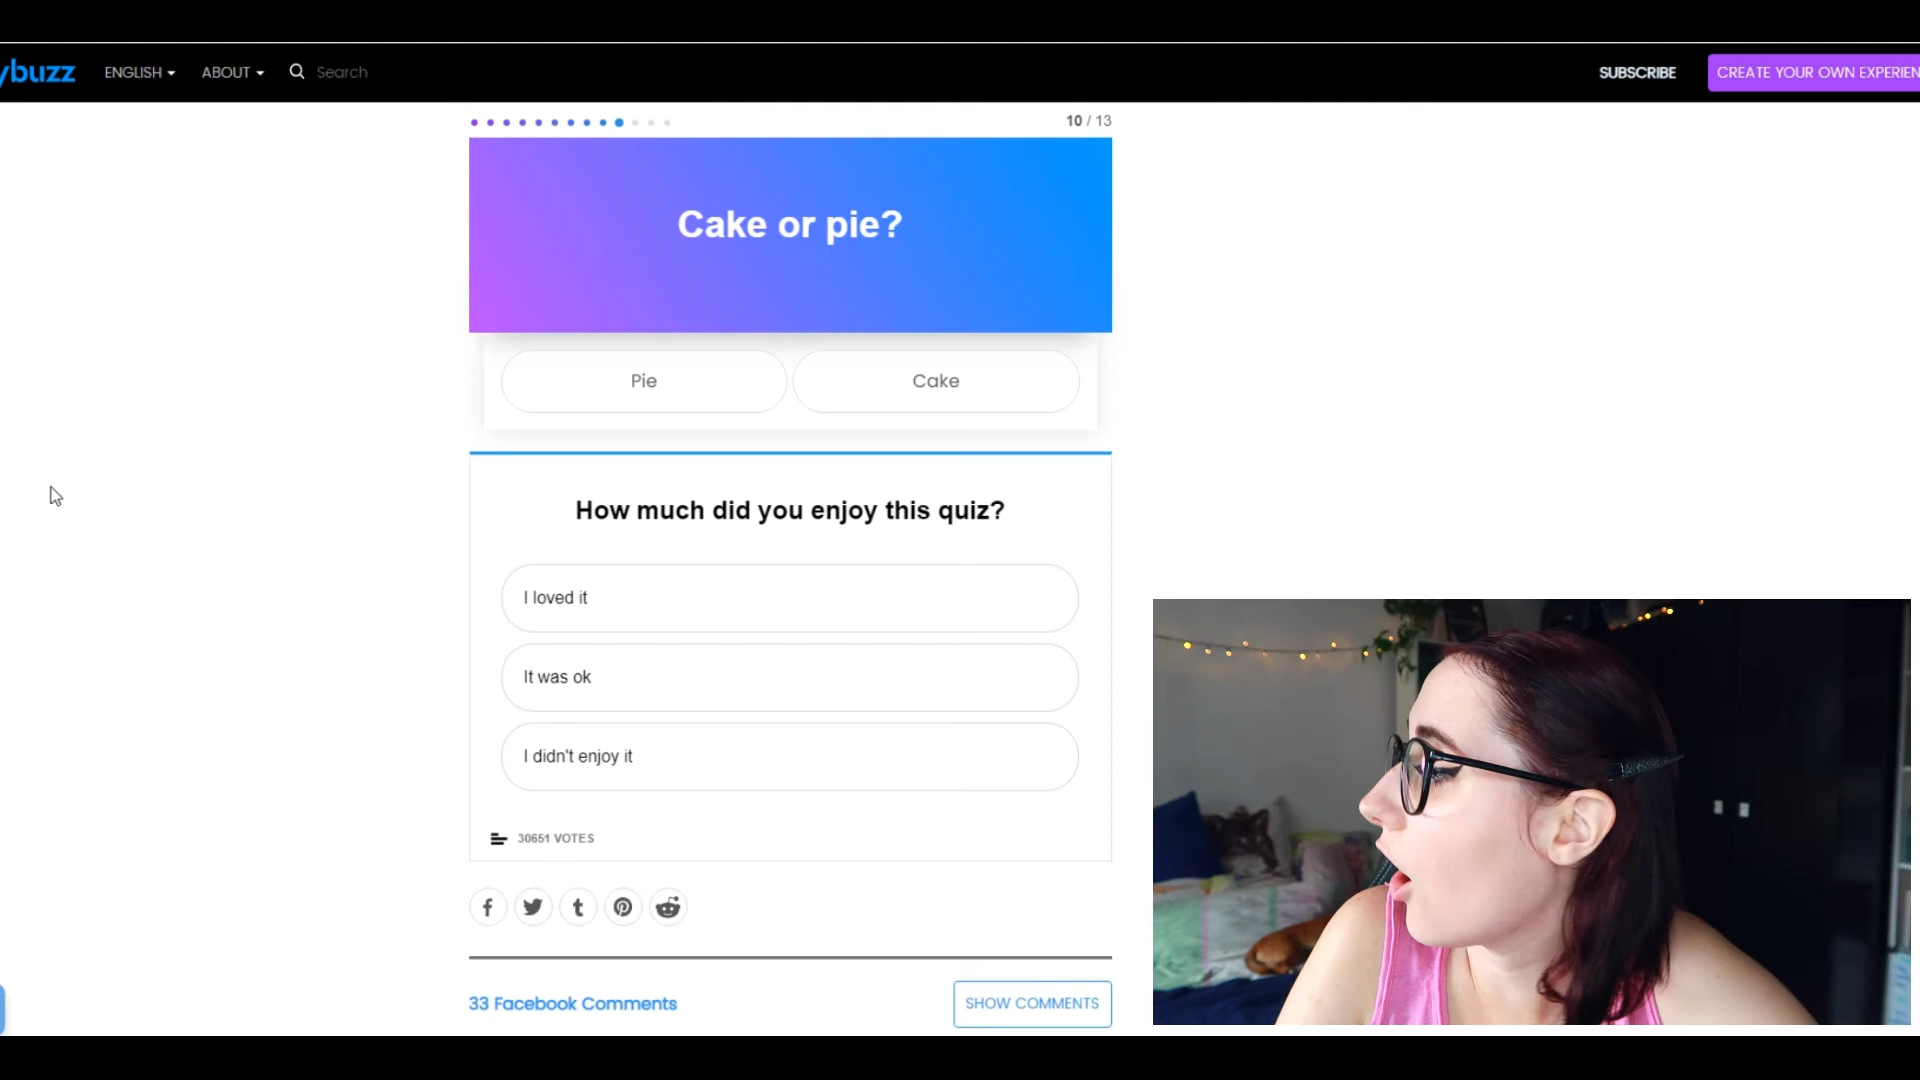 ybuzz
ENGLISH
ABOUT
Search
SUBSCRIBE
CREATE YOUR OWN EXPERIEN
10 / 13
Cake or pie?
Pie
Cake
How much did you enjoy this quiz?
I loved it
It was ok
I didn't enjoy it
30651 VOTES
33 Facebook Comments
SHOW COMMENTS